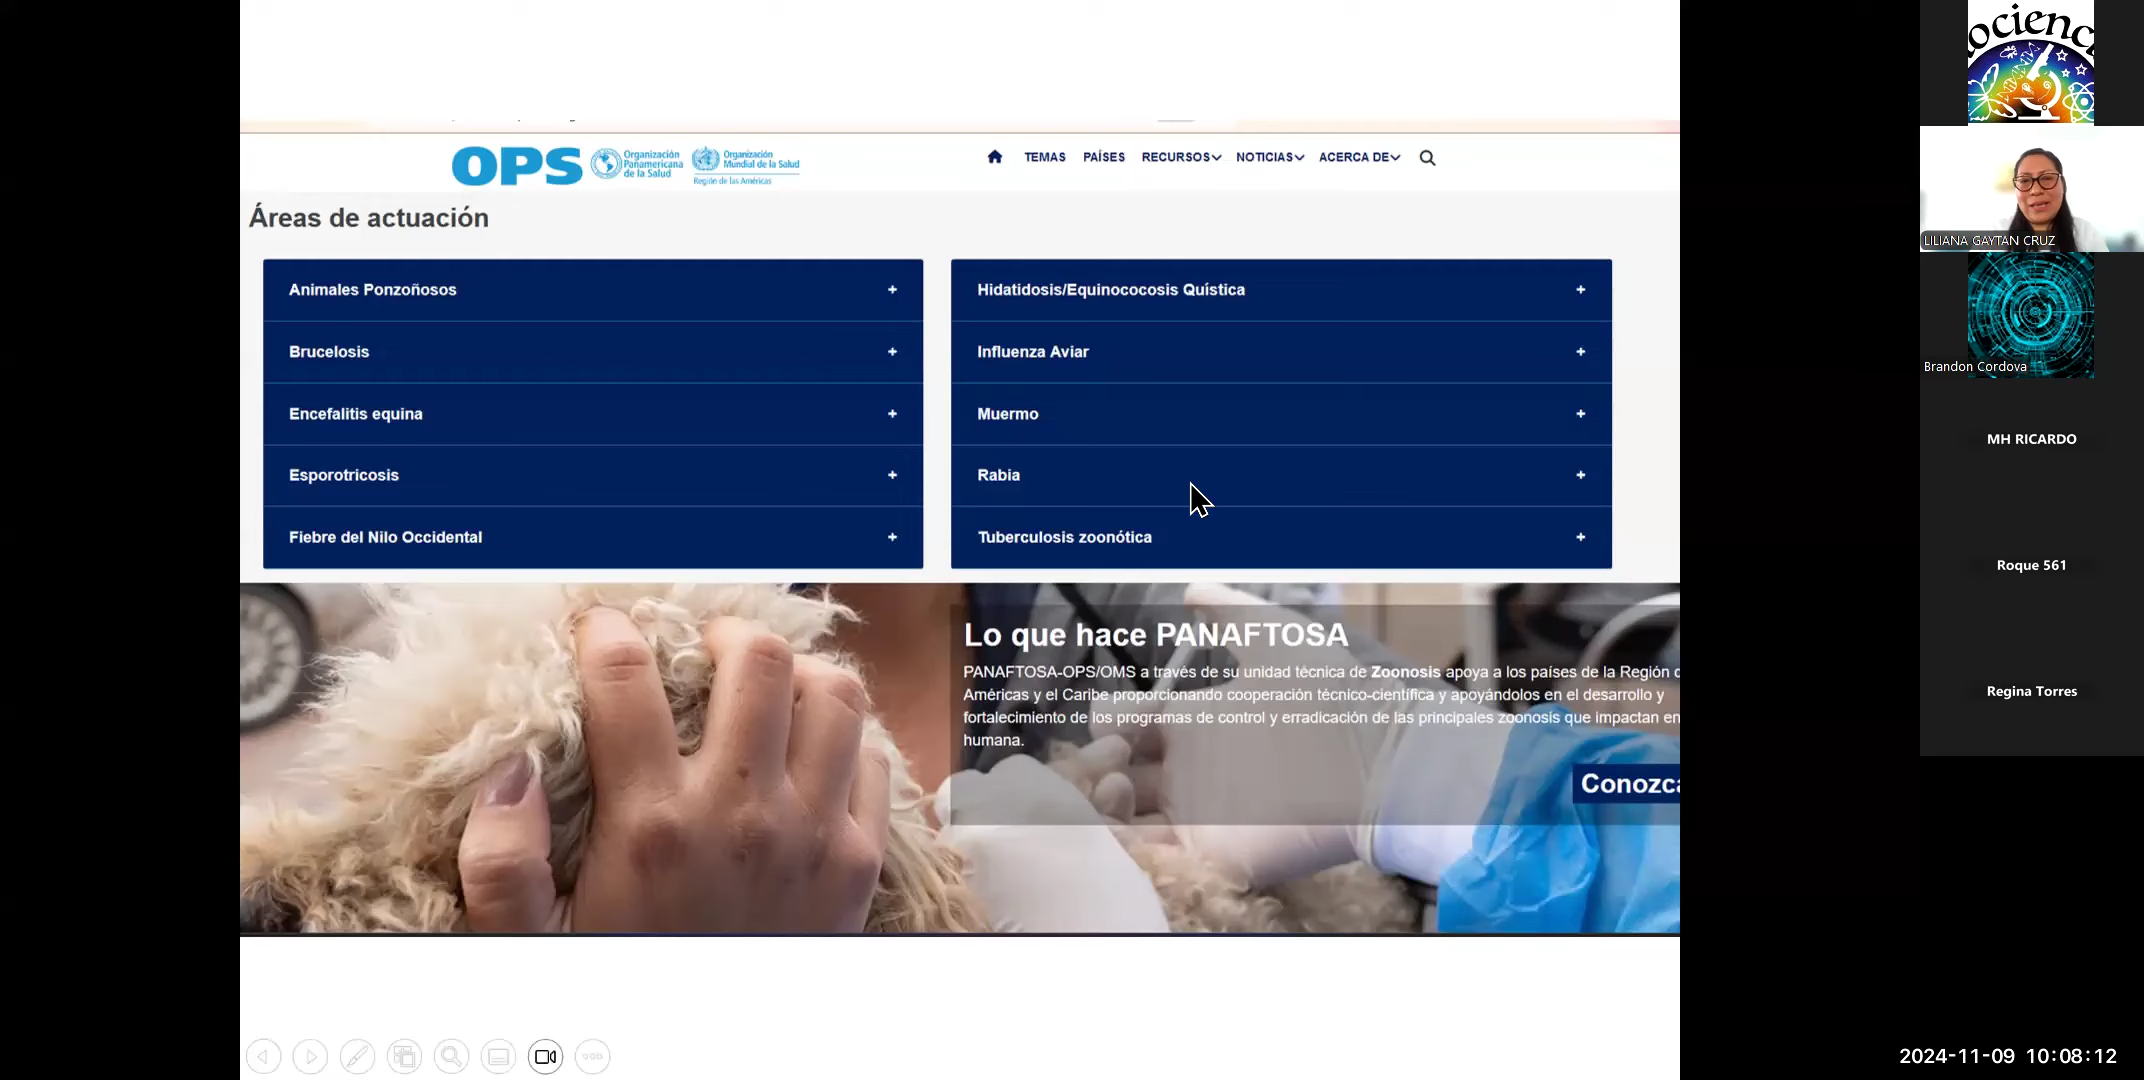 OPS
Organización
Panamericana
de la Salud
Organización
Mundial de la Salud
Región de las Américas
TEMAS PAÍSES RECURSOS NOTICIAS ACERCA DE
Áreas de actuación
Animales Ponzoñosos +
Brucelosis +
Encefalitis equina +
Esporotricosis +
Fiebre del Nilo Occidental +
Hidatidosis/Equinococosis Quística +
Influenza Aviar +
Muermo +
Rabia +
Tuberculosis zoonótica +
Lo que hace PANAFTOSA
PANAFTOSA-OPS/OMS a través de su unidad técnica de Zoonosis apoya a los países de la Región
Américas y el Caribe proporcionando cooperación técnico-científica y apoyándolos en el desarrollo y
fortalecimiento de los programas de control y erradicación de las principales zoonosis que impactan en
humana.
Conozca
ocienc
LILIANA GAYTAN CRUZ
Brandon Cordova
MH RICARDO
Roque 561
Regina Torres
2024-11-09 10:08:12